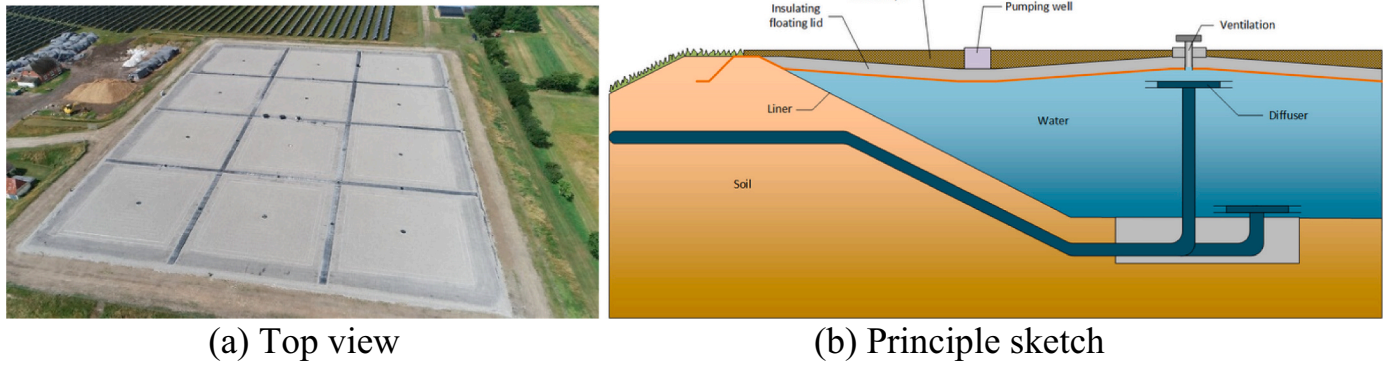 Insulating
floating lid
Pumping well
Ventilation
Liner
Water
Diffuser
Soil
(a) Top view
(b) Principle sketch